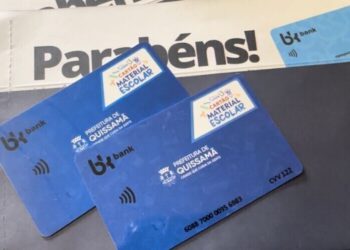 Parabéns!
bk bank
CARTÃO
MATERIAL
ESCOLAR
PREFEITURA DE
QUISSAMÃ
bk bank
CARTÃO
MATERIAL
ESCOLAR
PREFEITURA DE
QUISSAMÃ
bk bank
CVV 122